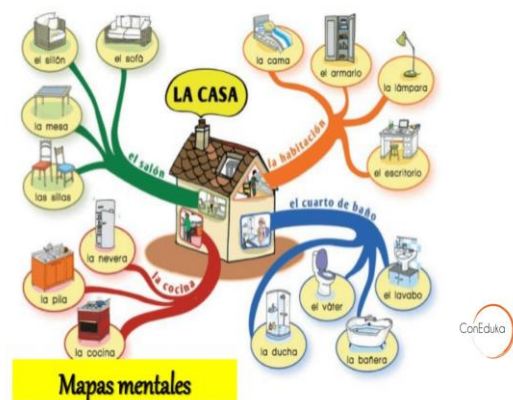 LA CASA
el salón
el sillón
el sofá
la mesa
las sillas
la habitación
la cama
el armario
la lámpara
el escritorio
la cocina
la nevera
la pila
la cocina
el cuarto de baño
la ducha
el váter
la bañera
el lavabo
ConEduka
Mapas mentales